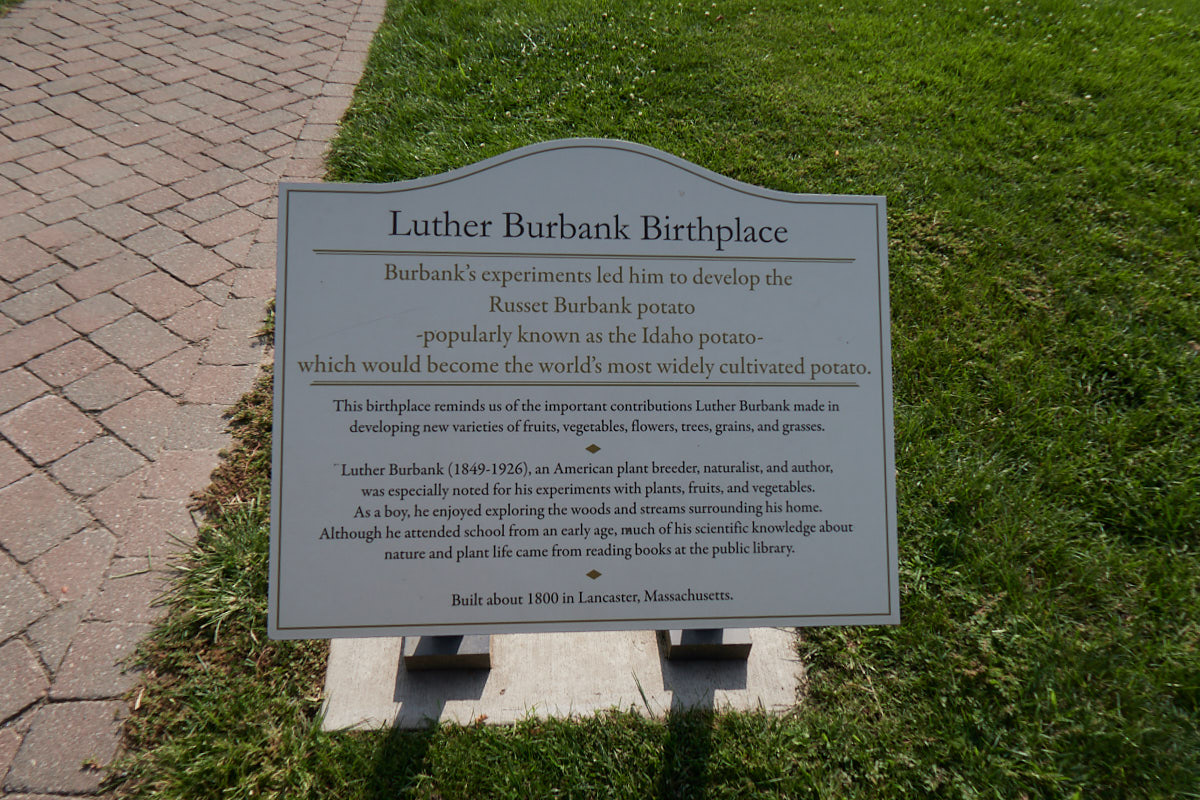 Luther Burbank Birthplace
Burbank's experiments led him to develop the
Russet Burbank potato
-popularly known as the Idaho potato-
which would become the world's most widely cultivated potato.
This birthplace reminds us of the important contributions Luther Burbank made in
developing new varieties of fruits, vegetables, flowers, trees, grains, and grasses.
Luther Burbank (1849-1926), an American plant breeder, naturalist, and author,
was especially noted for his experiments with plants, fruits, and vegetables.
As a boy, he enjoyed exploring the woods and streams surrounding his home.
Although he attended school from an early age, much of his scientific knowledge about
nature and plant life came from reading books at the public library.
Built about 1800 in Lancaster, Massachusetts.